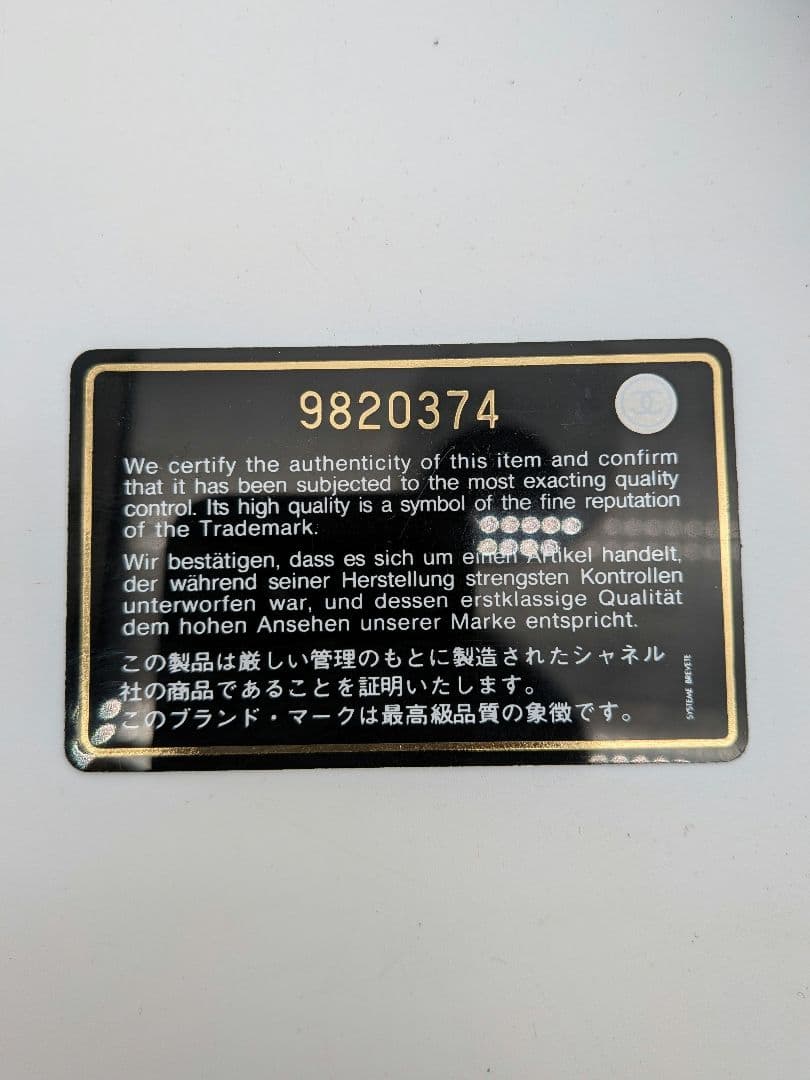 9820374
We certify the authenticity of this item and confirm
that it has been subjected to the most exacting quality
control. Its high quality is a symbol of the fine reputation
of the Trademark.
Wir bestätigen, dass es sich um einen Artikel handelt,
der während seiner Herstellung strengsten Kontrollen
unterworfen war, und dessen erstklassige Qualität
dem hohen Ansehen unserer Marke entspricht.
この製品は厳しい管理のもとに製造されたシャネル
社の商品であることを証明いたします。
このブランド・マークは最高級品質の象徴です。
SYSTEME BREVETE